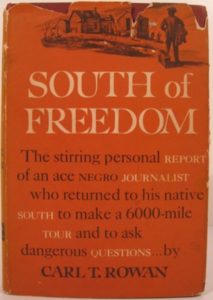 SOUTH of
FREEDOM
The stirring personal REPORT
of an ace NEGRO JOURNALIST
who returned to his native
SOUTH to make a 6000-mile
TOUR and to ask
dangerous QUESTIONS...by
CARL T. ROWAN